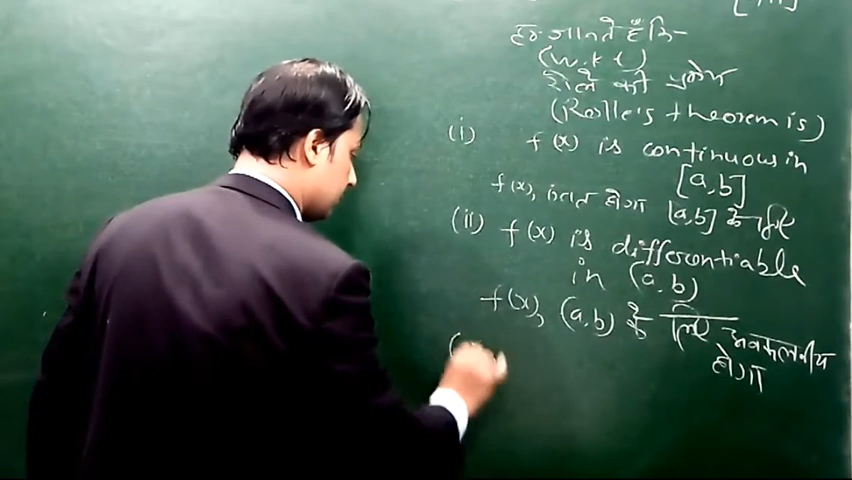 हम जानते हैं कि-
(W.K.t)
रोले की प्रमेय
(Rolle's theorem is)
(i) f(x) is continuous in
[a,b]
f(x), संतत होगा [a,b] के लिए
(ii) f(x) is differentiable
in (a,b)
f(x), (a,b) के लिए अवकलनीय
होगा
(